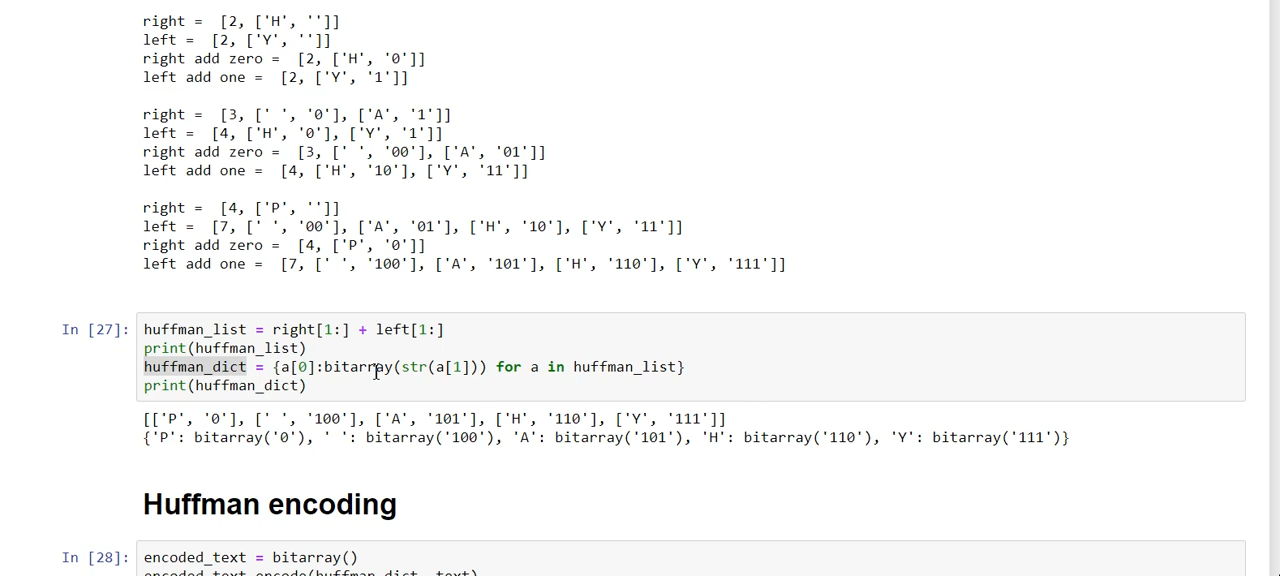 right =  [2, ['H', '']]
left =  [2, ['Y', '']]
right add zero =  [2, ['H', '0']]
left add one =  [2, ['Y', '1']]
right =  [3, [' ', '0'], ['A', '1']]
left =  [4, ['H', '0'], ['Y', '1']]
right add zero =  [3, [' ', '00'], ['A', '01']]
left add one =  [4, ['H', '10'], ['Y', '11']]
right =  [4, ['P', '']]
left =  [7, [' ', '00'], ['A', '01'], ['H', '10'], ['Y', '11']]
right add zero =  [4, ['P', '0']]
left add one =  [7, [' ', '100'], ['A', '101'], ['H', '110'], ['Y', '111']]
In [27]: huffman_list = right[1:] + left[1:]
print(huffman_list)
huffman_dict = {a[0]:bitarray(str(a[1])) for a in huffman_list}
print(huffman_dict)
[['P', '0'], [' ', '100'], ['A', '101'], ['H', '110'], ['Y', '111']]
{'P': bitarray('0'), ' ': bitarray('100'), 'A': bitarray('101'), 'H': bitarray('110'), 'Y': bitarray('111')}
Huffman encoding
In [28]: encoded_text = bitarray()
encoded_text.encode(huffman_dict, text)